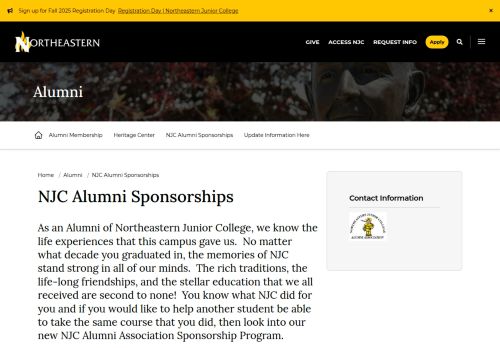 Sign up for Fall 2025 Registration Day Registration Day | Northeastern Junior College ×
NORTHEASTERN
GIVE ACCESS NJC REQUEST INFO Apply
Alumni
Alumni Membership Heritage Center NJC Alumni Sponsorships Update Information Here
Home / Alumni / NJC Alumni Sponsorships
NJC Alumni Sponsorships
As an Alumni of Northeastern Junior College, we know the
life experiences that this campus gave us. No matter
what decade you graduated in, the memories of NJC
stand strong in all of our minds. The rich traditions, the
life-long friendships, and the stellar education that we all
received are second to none! You know what NJC did for
you and if you would like to help another student be able
to take the same course that you did, then look into our
new NJC Alumni Association Sponsorship Program.
Contact Information
NORTHEASTERN JUNIOR COLLEGE
ALUMNI ASSOCIATION